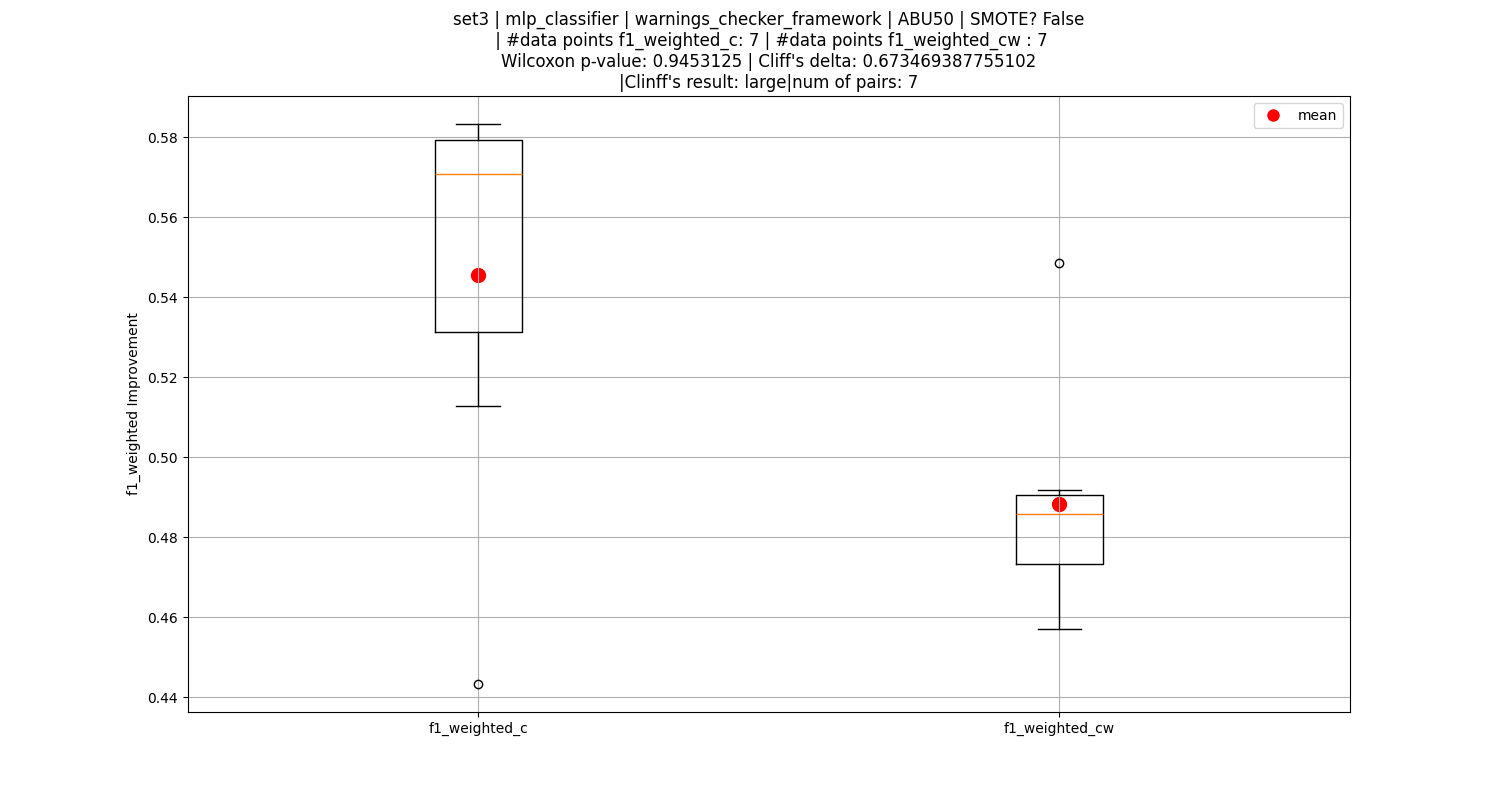 set3 | mlp_classifier | warnings_checker_framework | ABU50 | SMOTE? False
| #data points f1_weighted_c: 7 | #data points f1_weighted_cw : 7
Wilcoxon p-value: 0.9453125 | Cliff's delta: 0.673469387755102
|Clinff's result: large|num of pairs: 7
mean
f1_weighted Improvement
0.58
0.56
0.54
0.52
0.50
0.48
0.46
0.44
f1_weighted_c
f1_weighted_cw